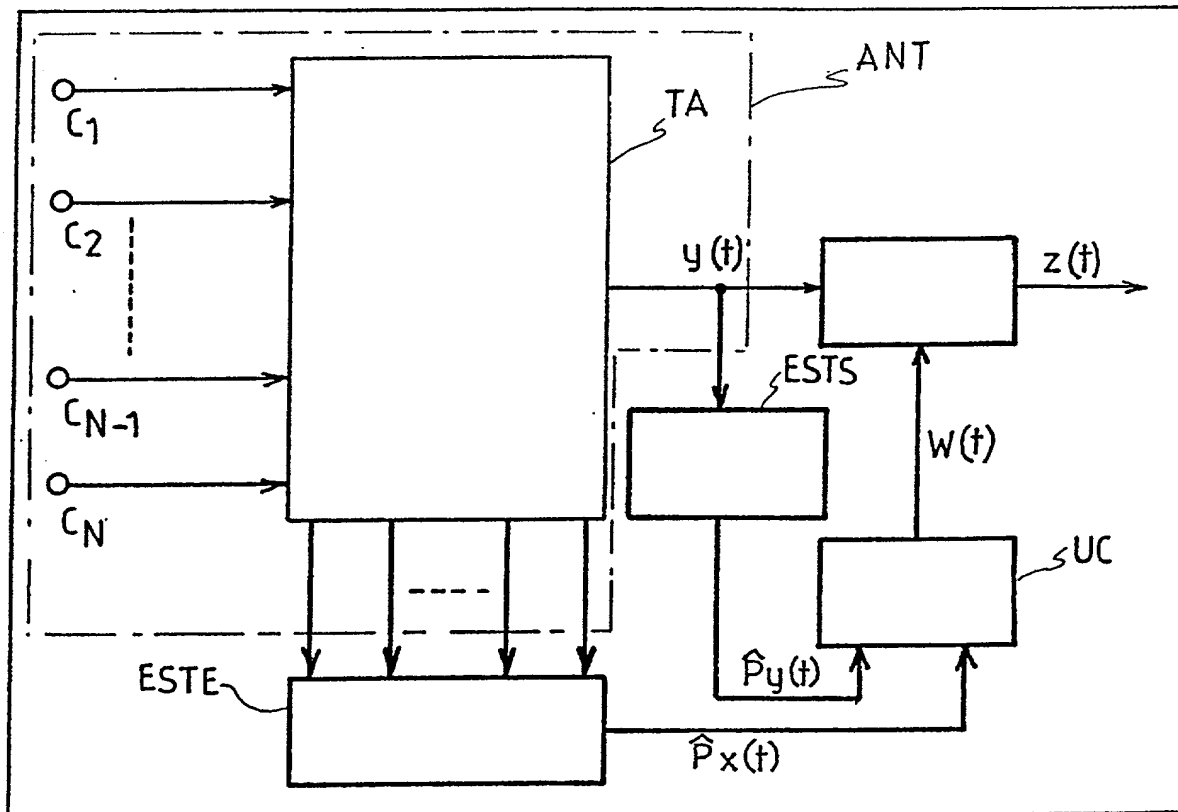 ANT
TA
C1
C2
y(t)
z(t)
ESTS
CN-1
W(t)
CN
UC
P̂y(t)
ESTE
P̂x(t)